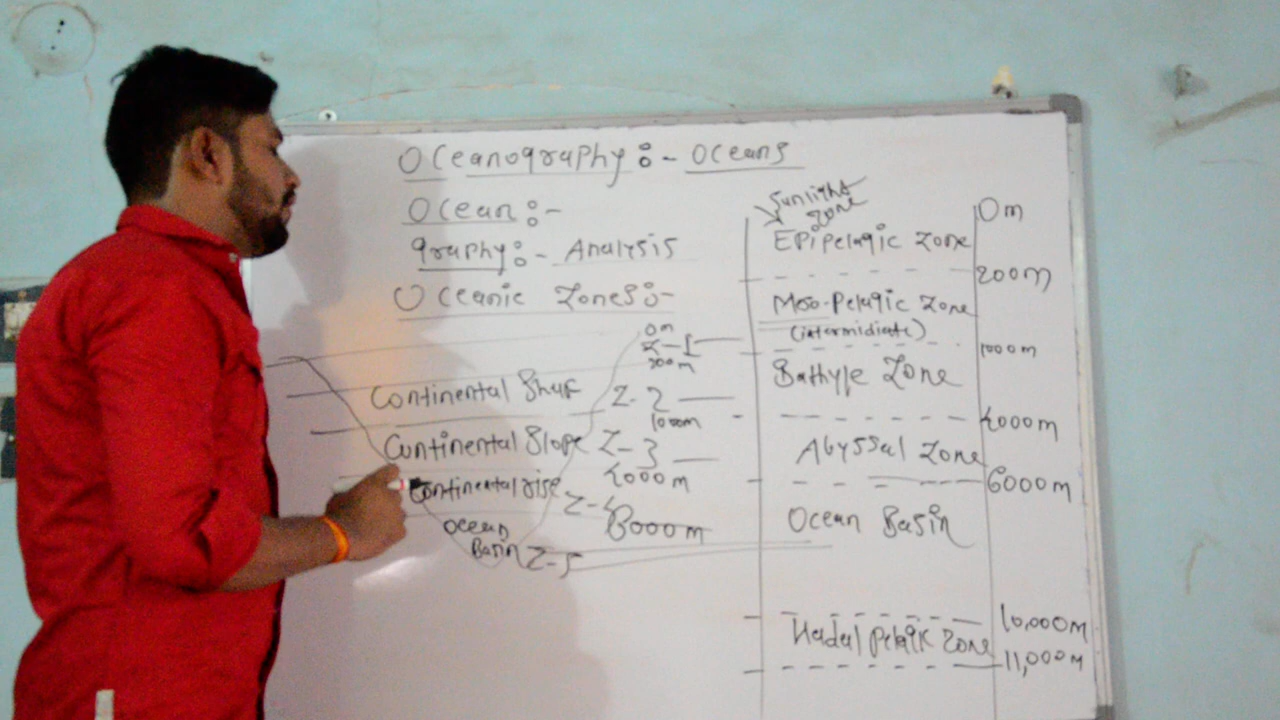 Oceanography:- Oceans
Ocean:-
graphy:- Analysis
Oceanic Zones:-
0m
Z-1
200m
Continental Shelf Z-2
1000m
Continental Slope Z-3
4000m
Continental rise Z-4
6000m
Ocean
Basin Z-5
Sunlight
Zone
0m
Epipelagic Zone
200m
Meso-Pelagic Zone
(intermidiate)
1000m
Bathype Zone
4000m
Abyssal Zone
6000m
Ocean Basin
10,000m
Hadal Pelagic Zone
11,000m